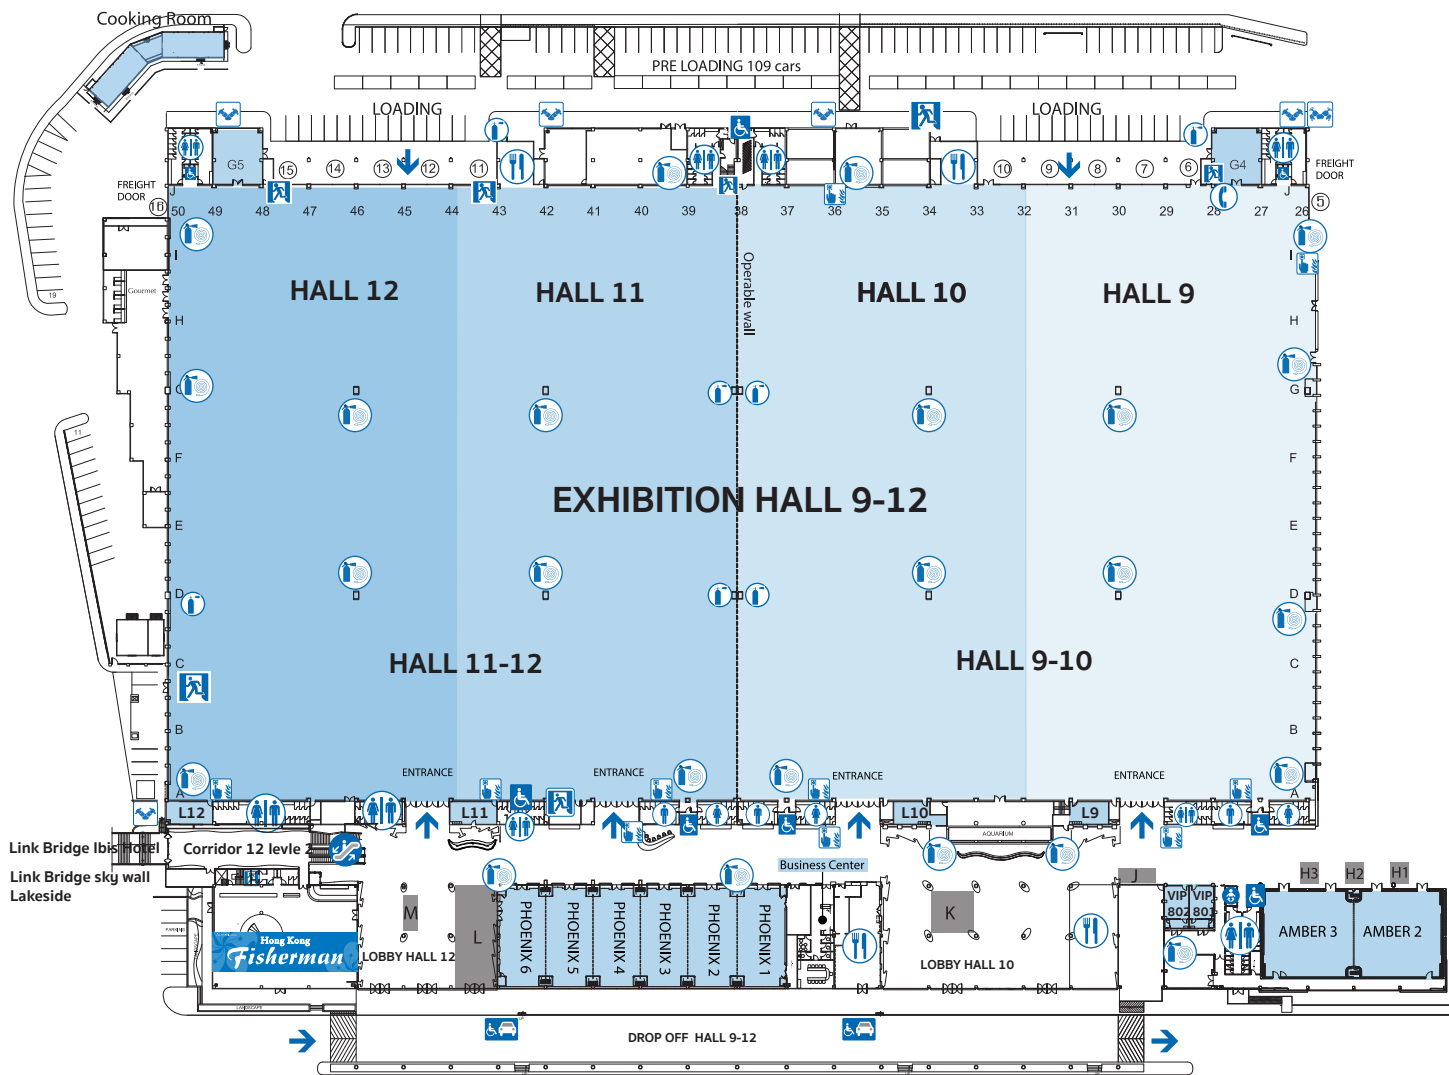 Cooking Room
PRE LOADING 109 cars
LOADING
LOADING
G5
15
14
13
12
11
10
9
8
7
6
G4
FREIGHT
DOOR
FREIGHT
DOOR
16
5
J
J
50 49 48 47 46 45 44 43 42 41 40 39 38 37 36 35 34 33 32 31 30 29 28 27 26
I
I
19
Gourmet
HALL 12
HALL 11
HALL 10
HALL 9
Operable wall
H
H
G
G
11
F
F
EXHIBITION HALL 9-12
E
E
D
D
HALL 11-12
HALL 9-10
C
C
B
B
ENTRANCE
ENTRANCE
ENTRANCE
ENTRANCE
A
A
L12
L11
L10
L9
AQUARIUM
Link Bridge Ibis Hotel
Corridor 12 levle 2
Link Bridge sky wall
Lakeside
Business Center
J
H3
H2
H1
M
L
K
VIP
802
VIP
801
PHOENIX 6
PHOENIX 5
PHOENIX 4
PHOENIX 3
PHOENIX 2
PHOENIX 1
AMBER 3
AMBER 2
PARKING
Hong Kong
Fisherman
LOBBY HALL 12
LOBBY HALL 10
LANDSCAPE
DROP OFF HALL 9-12